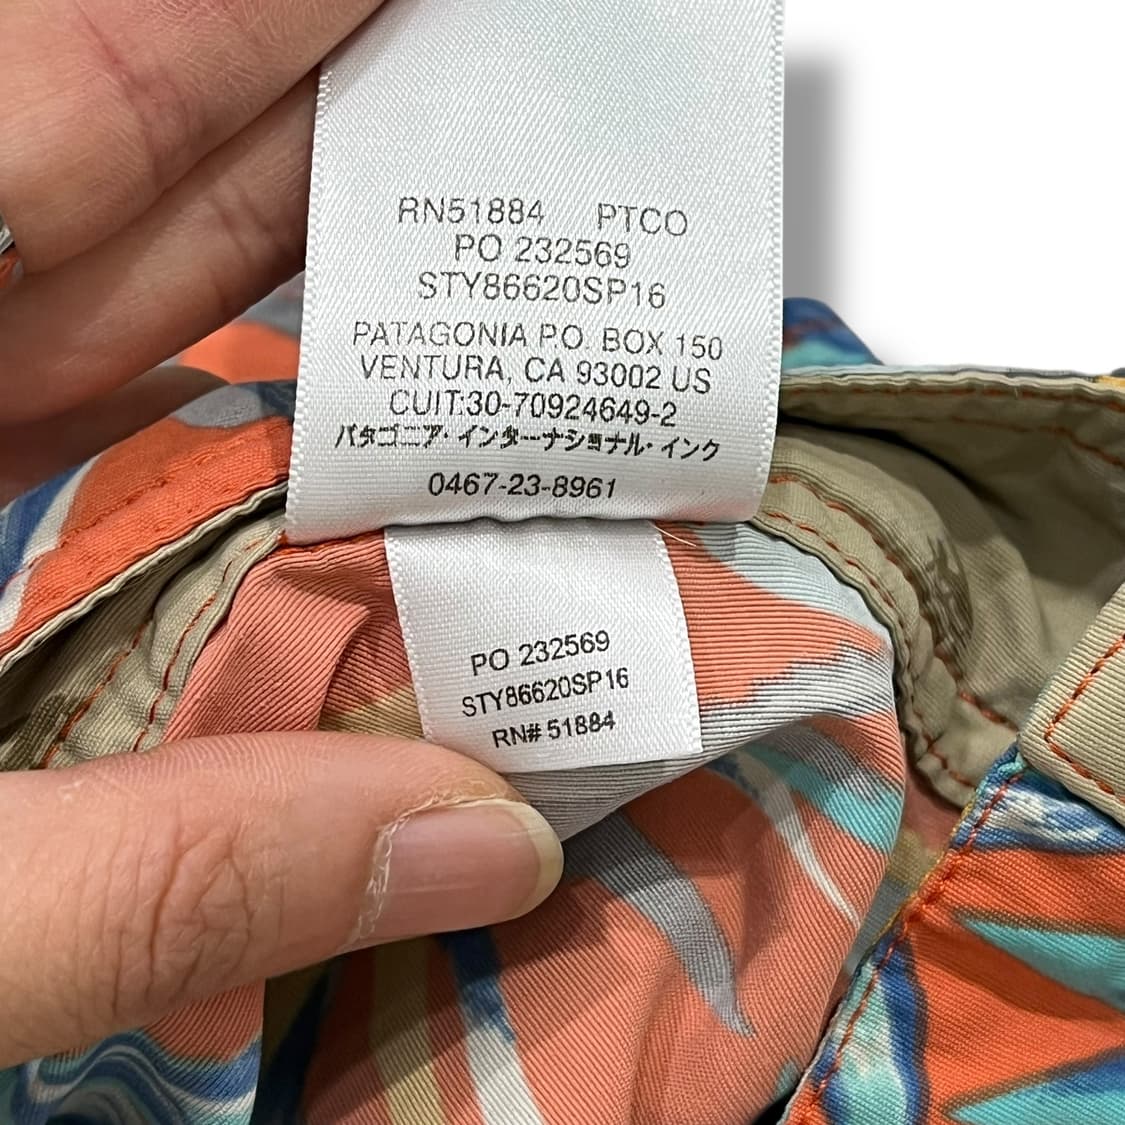 RN51884 PTCO
PO 232569
STY86620SP16
PATAGONIA P.O. BOX 150
VENTURA, CA 93002 US
CUIT:30-70924649-2
パタゴニア･インターナショナル･インク
0467-23-8961
PO 232569
STY86620SP16
RN# 51884